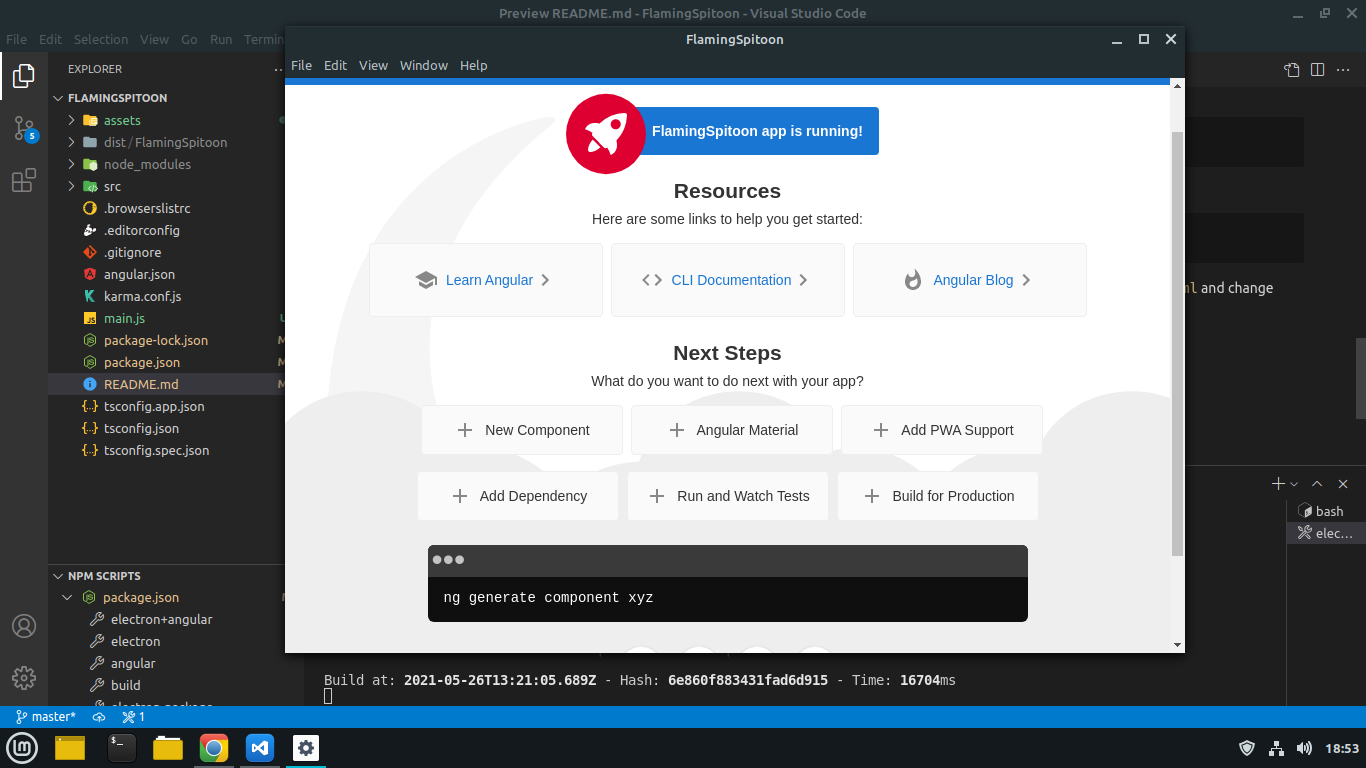 Preview README.md - FlamingSpitoon - Visual Studio Code
File Edit Selection View Go Run Termin
EXPLORER
FLAMINGSPITOON
assets
dist / FlamingSpitoon
node_modules
src
.browserslistrc
.editorconfig
.gitignore
angular.json
karma.conf.js
main.js
package-lock.json
package.json
README.md
tsconfig.app.json
tsconfig.json
tsconfig.spec.json
5
NPM SCRIPTS
package.json
electron+angular
electron
angular
build
FlamingSpitoon
File Edit View Window Help
FlamingSpitoon app is running!
Resources
Here are some links to help you get started:
Learn Angular
CLI Documentation
Angular Blog
Next Steps
What do you want to do next with your app?
New Component
Angular Material
Add PWA Support
Add Dependency
Run and Watch Tests
Build for Production
ng generate component xyz
and change
bash
elec...
Build at: 2021-05-26T13:21:05.689Z - Hash: 6e860f883431fad6d915 - Time: 16704ms
master*
1
18:53